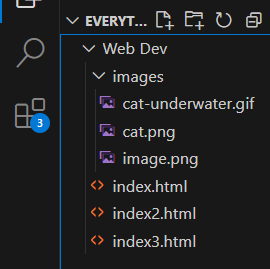 EVERYT...
Web Dev
images
cat-underwater.gif
cat.png
image.png
index.html
3
index2.html
index3.html